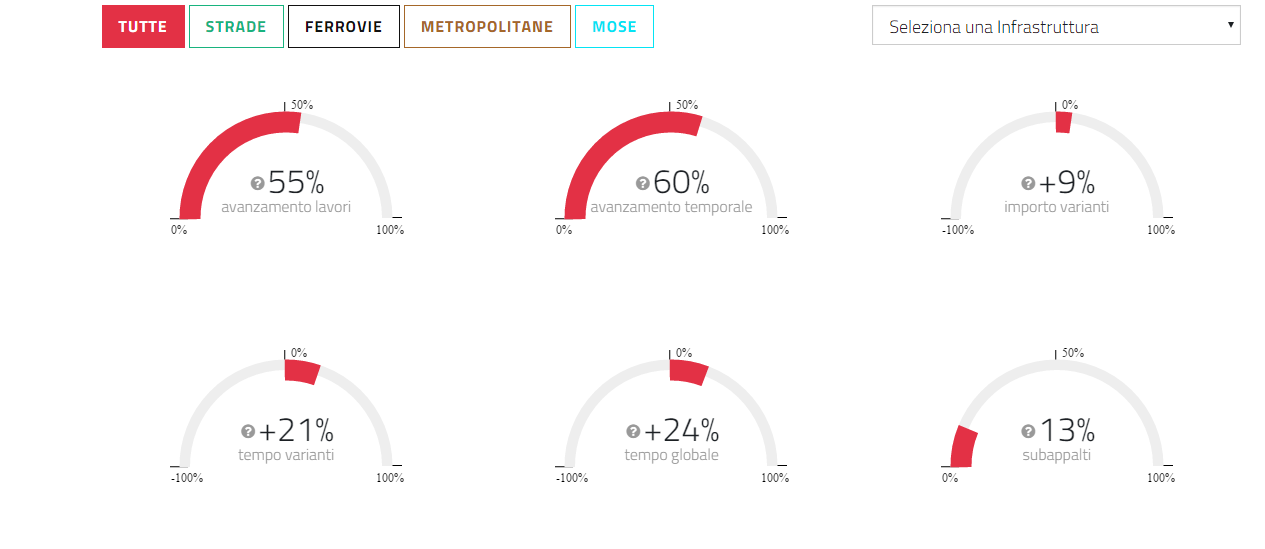 TUTTE STRADE FERROVIE METROPOLITANE MOSE Seleziona una Infrastruttura
50% 50% 0%
55% 60% +9%
avanzamento lavori avanzamento temporale importo varianti
0% 100% 0% 100% -100% 100%
0% 0% 50%
+21% +24% 13%
tempo varianti tempo globale subappalti
-100% 100% -100% 100% 0% 100%